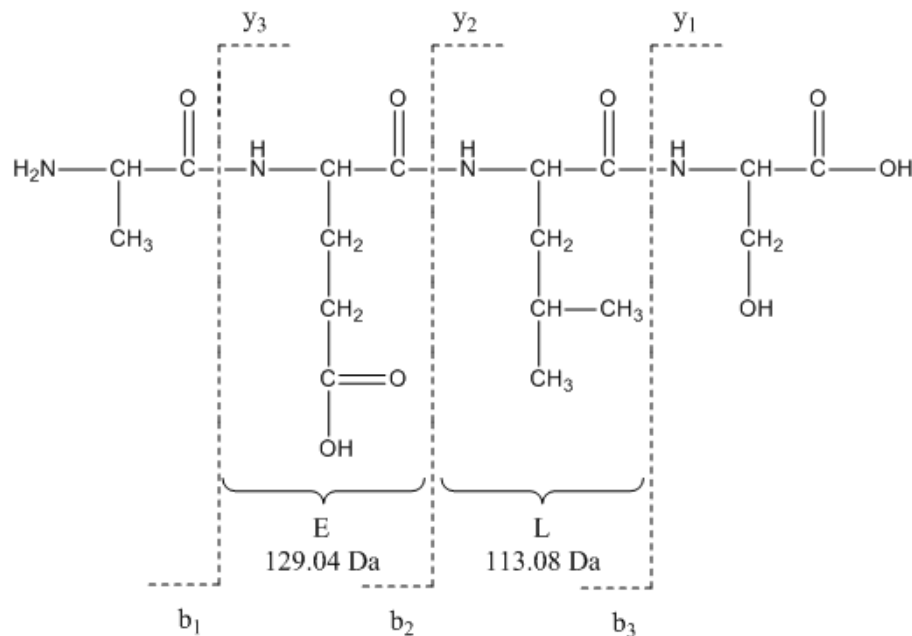 y₃ y₂ y₁
O O O O
H H H
H₂N CH C N CH C N CH C N CH C OH
CH₃ CH₂ CH₂ CH₂
CH₂ CH CH₃ OH
C O CH₃
OH
E L
129.04 Da 113.08 Da
b₁ b₂ b₃